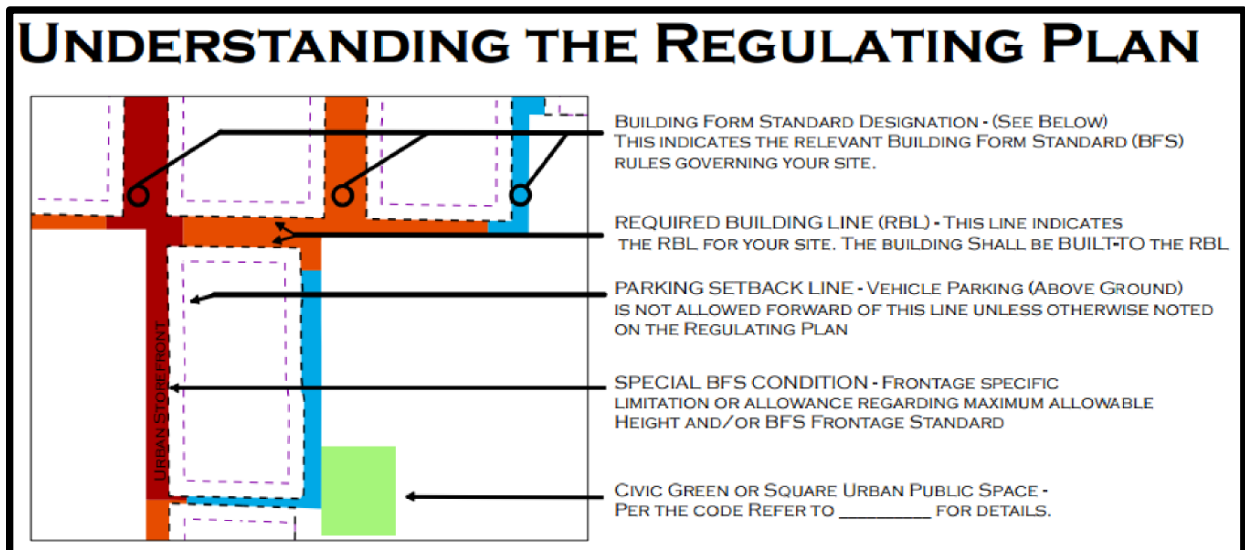 UNDERSTANDING THE REGULATING PLAN
BUILDING FORM STANDARD DESIGNATION - (SEE BELOW)
THIS INDICATES THE RELEVANT BUILDING FORM STANDARD (BFS)
RULES GOVERNING YOUR SITE.
REQUIRED BUILDING LINE (RBL) - THIS LINE INDICATES
THE RBL FOR YOUR SITE. THE BUILDING SHALL BE BUILT-TO THE RBL
PARKING SETBACK LINE - VEHICLE PARKING (ABOVE GROUND)
IS NOT ALLOWED FORWARD OF THIS LINE UNLESS OTHERWISE NOTED
ON THE REGULATING PLAN
URBAN STOREFRONT
SPECIAL BFS CONDITION - FRONTAGE SPECIFIC
LIMITATION OR ALLOWANCE REGARDING MAXIMUM ALLOWABLE
HEIGHT AND/OR BFS FRONTAGE STANDARD
CIVIC GREEN OR SQUARE URBAN PUBLIC SPACE -
PER THE CODE REFER TO _________ FOR DETAILS.